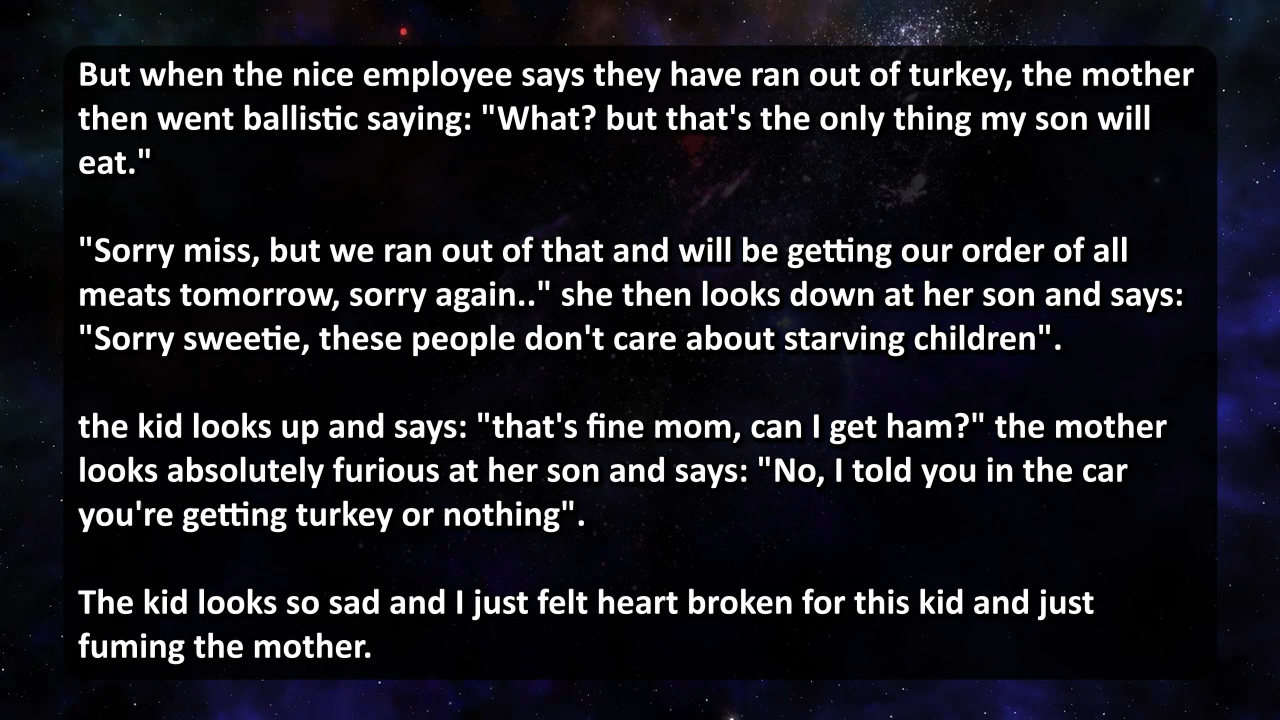 But when the nice employee says they have ran out of turkey, the mother
then went ballistic saying: "What? but that's the only thing my son will
eat."
"Sorry miss, but we ran out of that and will be getting our order of all
meats tomorrow, sorry again.." she then looks down at her son and says:
"Sorry sweetie, these people don't care about starving children".
the kid looks up and says: "that's fine mom, can I get ham?" the mother
looks absolutely furious at her son and says: "No, I told you in the car
you're getting turkey or nothing".
The kid looks so sad and I just felt heart broken for this kid and just
fuming the mother.